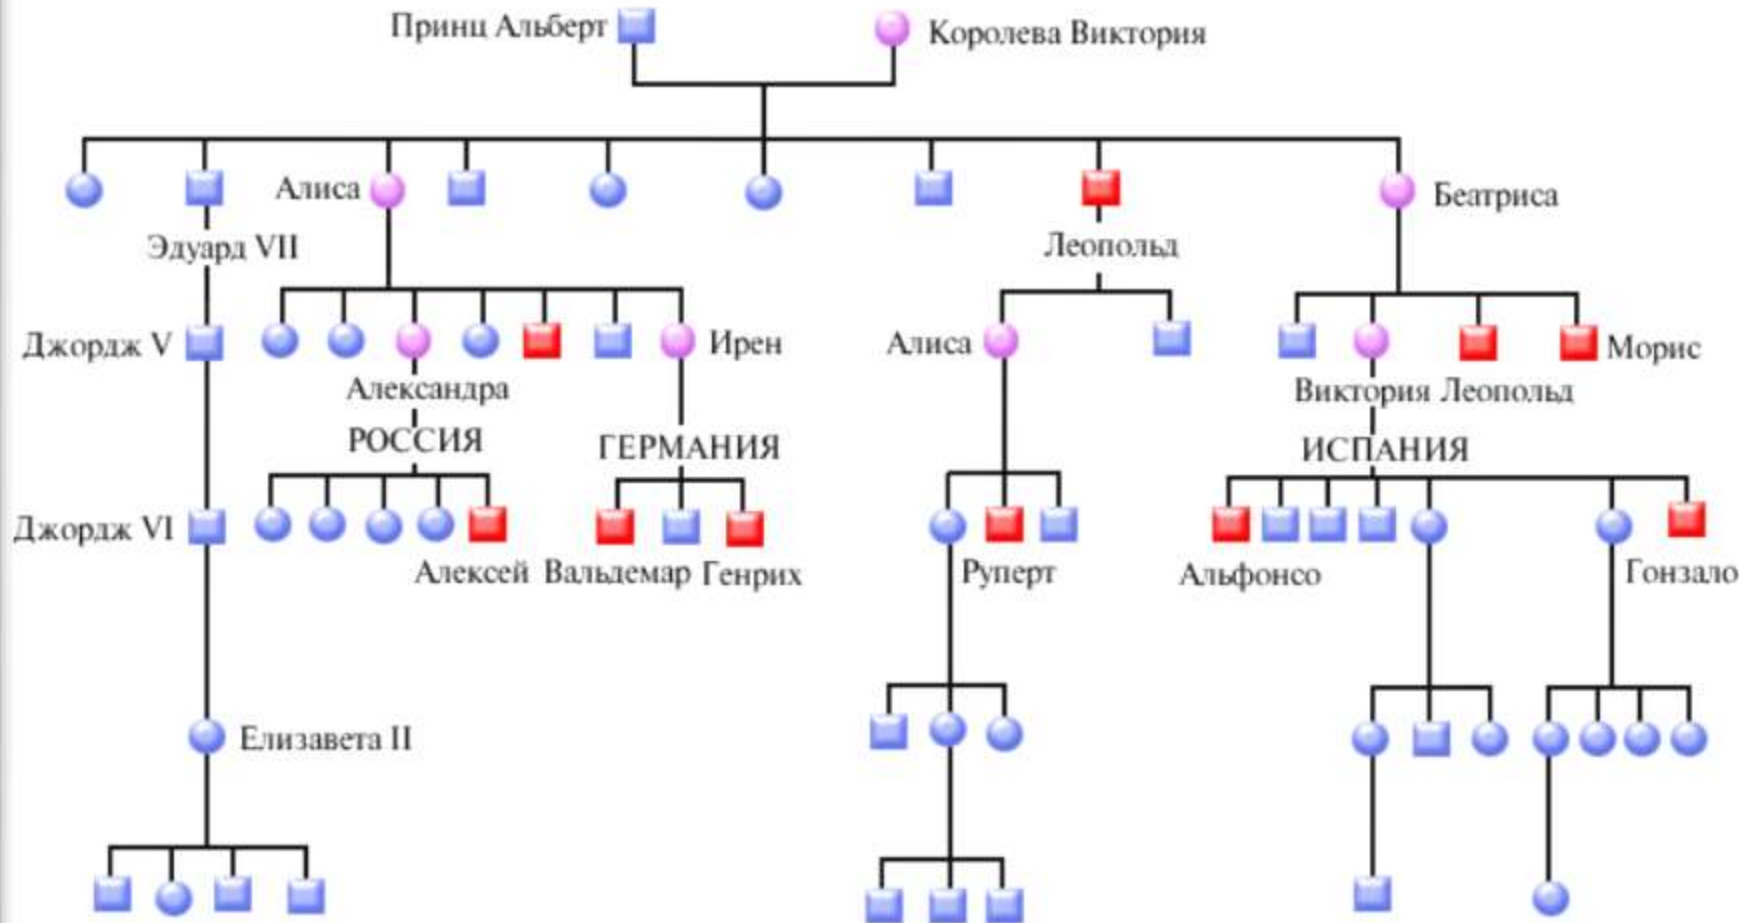 Принц Альберт
Королева Виктория
Алиса
Беатриса
Эдуард VII
Леопольд
Джордж V
Ирен
Алиса
Морис
Александра
Виктория
Леопольд
РОССИЯ
ГЕРМАНИЯ
ИСПАНИЯ
Джордж VI
Алексей
Вальдемар
Генрих
Руперт
Альфонсо
Гонзало
Елизавета II